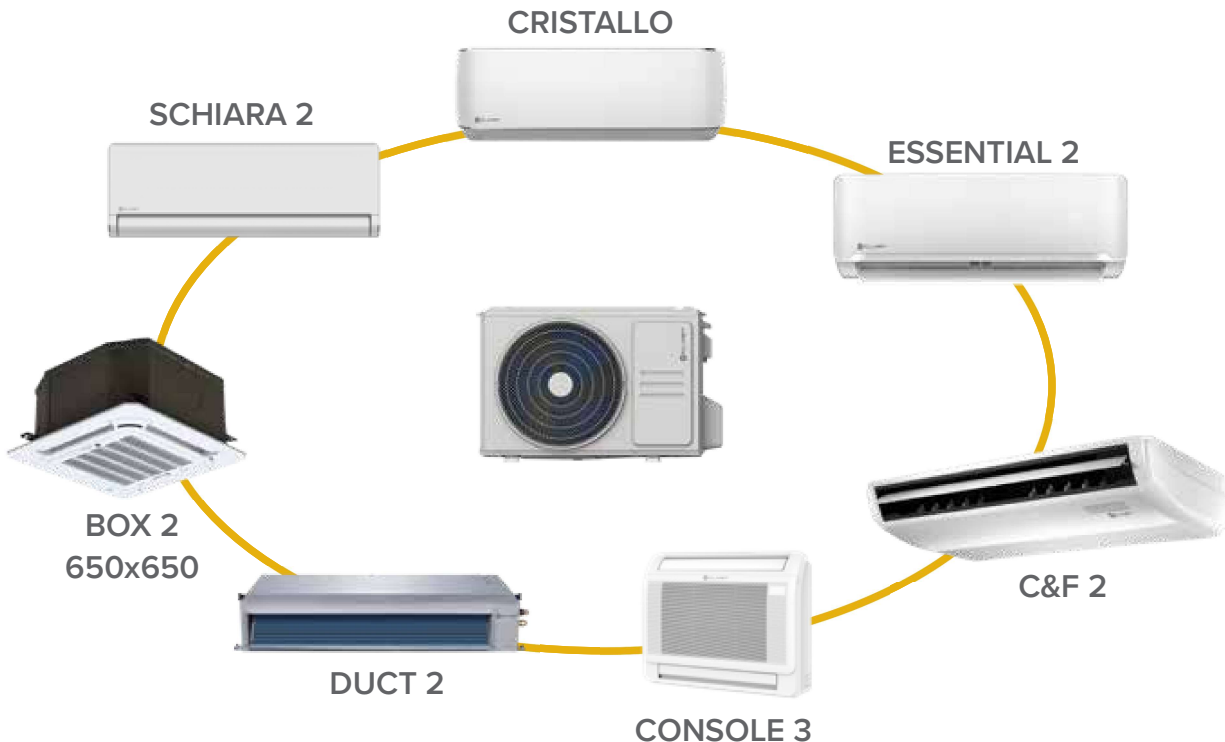 CRISTALLO
SCHIARA 2
ESSENTIAL 2
BOX 2
650x650
C&F 2
DUCT 2
CONSOLE 3